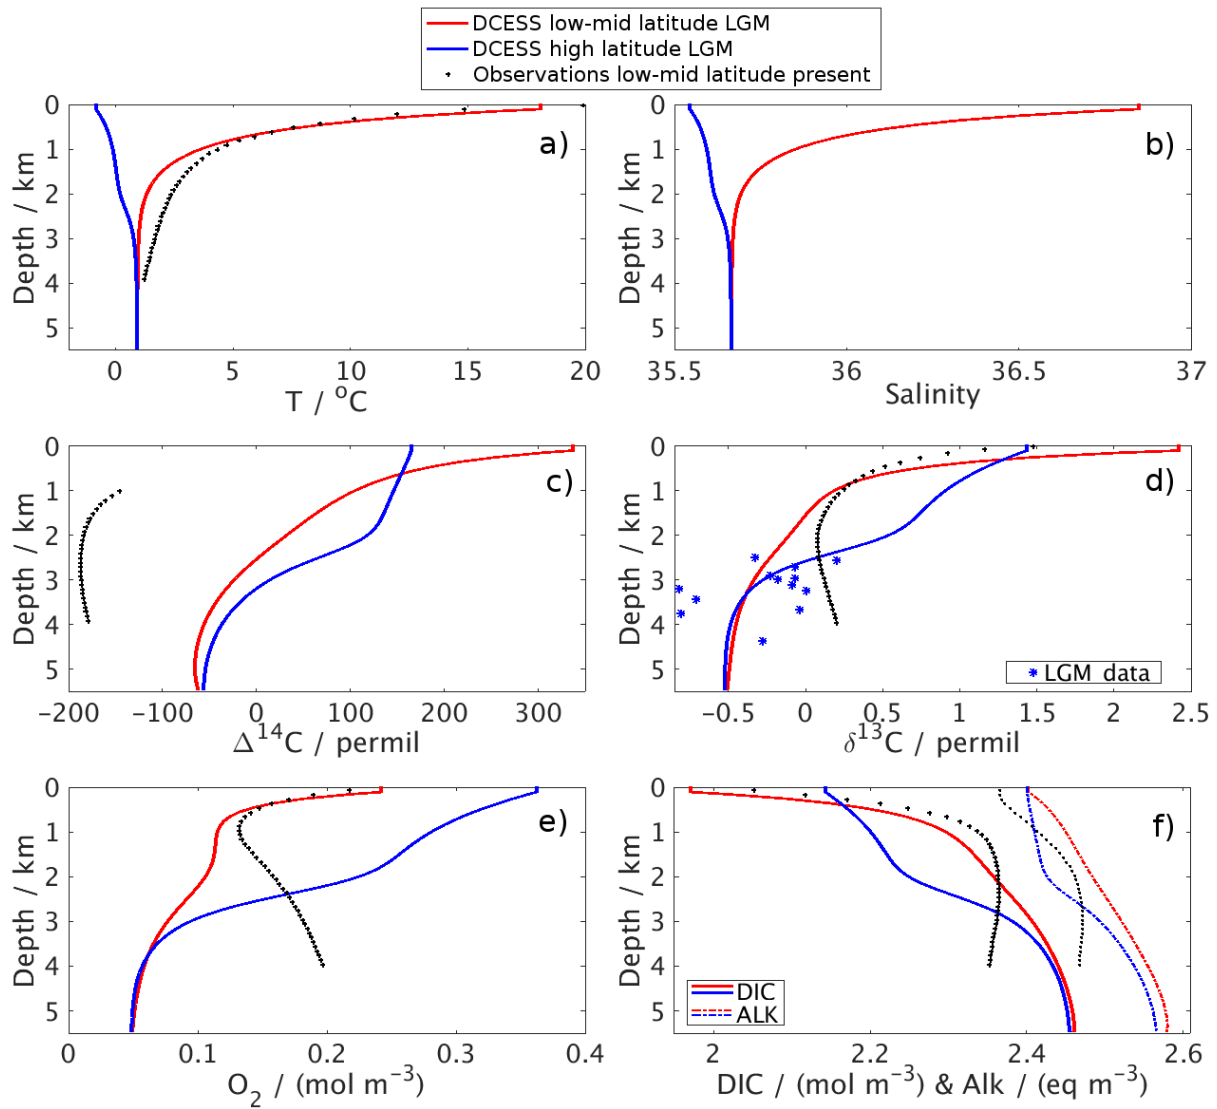 DCESS low-mid latitude LGM
DCESS high latitude LGM
Observations low-mid latitude present
0
1
2
3
4
5
Depth / km
a)
0 5 10 15 20
T / °C
0
1
2
3
4
5
Depth / km
b)
35.5 36 36.5 37
Salinity
0
1
2
3
4
5
Depth / km
c)
−200 −100 0 100 200 300
Δ¹⁴C / permil
0
1
2
3
4
5
Depth / km
d)
LGM data
−0.5 0 0.5 1 1.5 2 2.5
δ¹³C / permil
0
1
2
3
4
5
Depth / km
e)
0 0.1 0.2 0.3 0.4
O₂ / (mol m⁻³)
0
1
2
3
4
5
Depth / km
f)
DIC
ALK
2 2.2 2.4 2.6
DIC / (mol m⁻³) & Alk / (eq m⁻³)